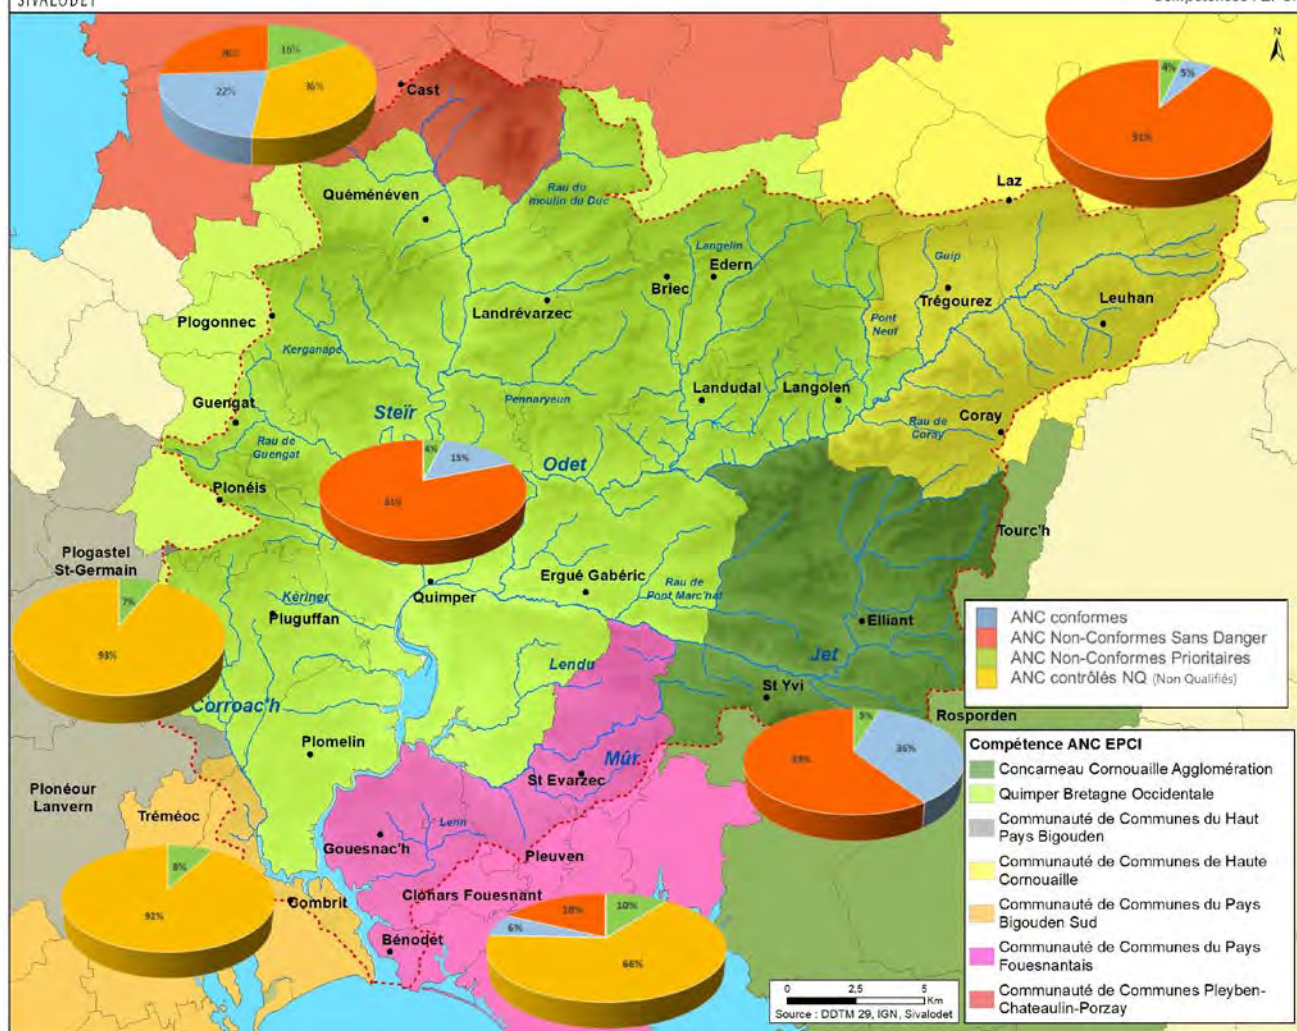 SIVALODET
N
16%
36%
22%
26%
4%
5%
91%
Cast
Quéménéven
Rau du
moulin du Duc
Laz
Langelin
Edern
Briec
Guip
Trégourez
Leuhan
Landrévarzec
Plogonnec
Pont
Neuf
Kerganape
Pennaryeun
Landudal
Langolen
Guengat
Steïr
Coray
Rau de
Coray
Rau de
Guengat
4%
15%
81%
Odet
Plonéis
Tourc'h
Plogastel
St-Germain
Ergué Gabéric
Rau de
Pont Marc'hat
Quimper
Kériner
Pluguffan
7%
93%
Elliant
Jet
Lendu
St Yvi
Corroac'h
Rosporden
5%
36%
59%
Plomelin
Mûr
St Evarzec
Plonéour
Lanvern
Tréméoc
Lenn
Gouesnac'h
Pleuven
8%
92%
Combrit
Clohars Fouesnant
10%
18%
6%
66%
Bénodet
ANC conformes
ANC Non-Conformes Sans Danger
ANC Non-Conformes Prioritaires
ANC contrôlés NQ (Non Qualifiés)
Compétence ANC EPCI
Concarneau Cornouaille Agglomération
Quimper Bretagne Occidentale
Communauté de Communes du Haut
Pays Bigouden
Communauté de Communes de Haute
Cornouaille
Communauté de Communes du Pays
Bigouden Sud
Communauté de Communes du Pays
Fouesnantais
Communauté de Communes Pleyben-
Chateaulin-Porzay
0 2,5 5
Km
Source : DDTM 29, IGN, Sivalodet